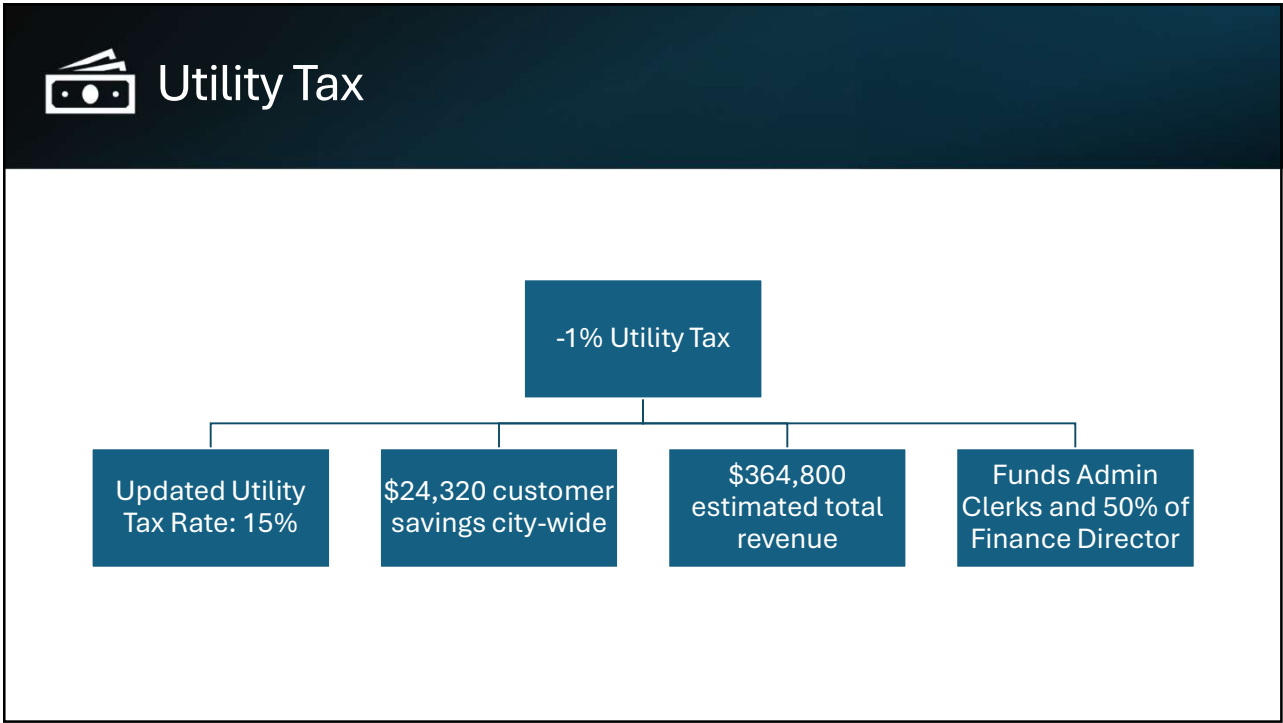 Utility Tax
-1% Utility Tax
Updated Utility
Tax Rate: 15%
$24,320 customer
savings city-wide
$364,800
estimated total
revenue
Funds Admin
Clerks and 50% of
Finance Director